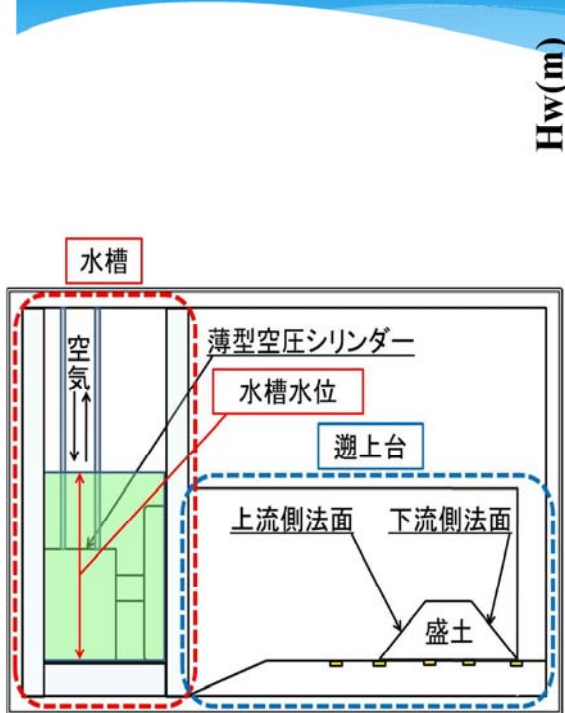 Hw(m)
水槽
空気
薄型空圧シリンダー
水槽水位
遡上台
上流側法面
下流側法面
盛土